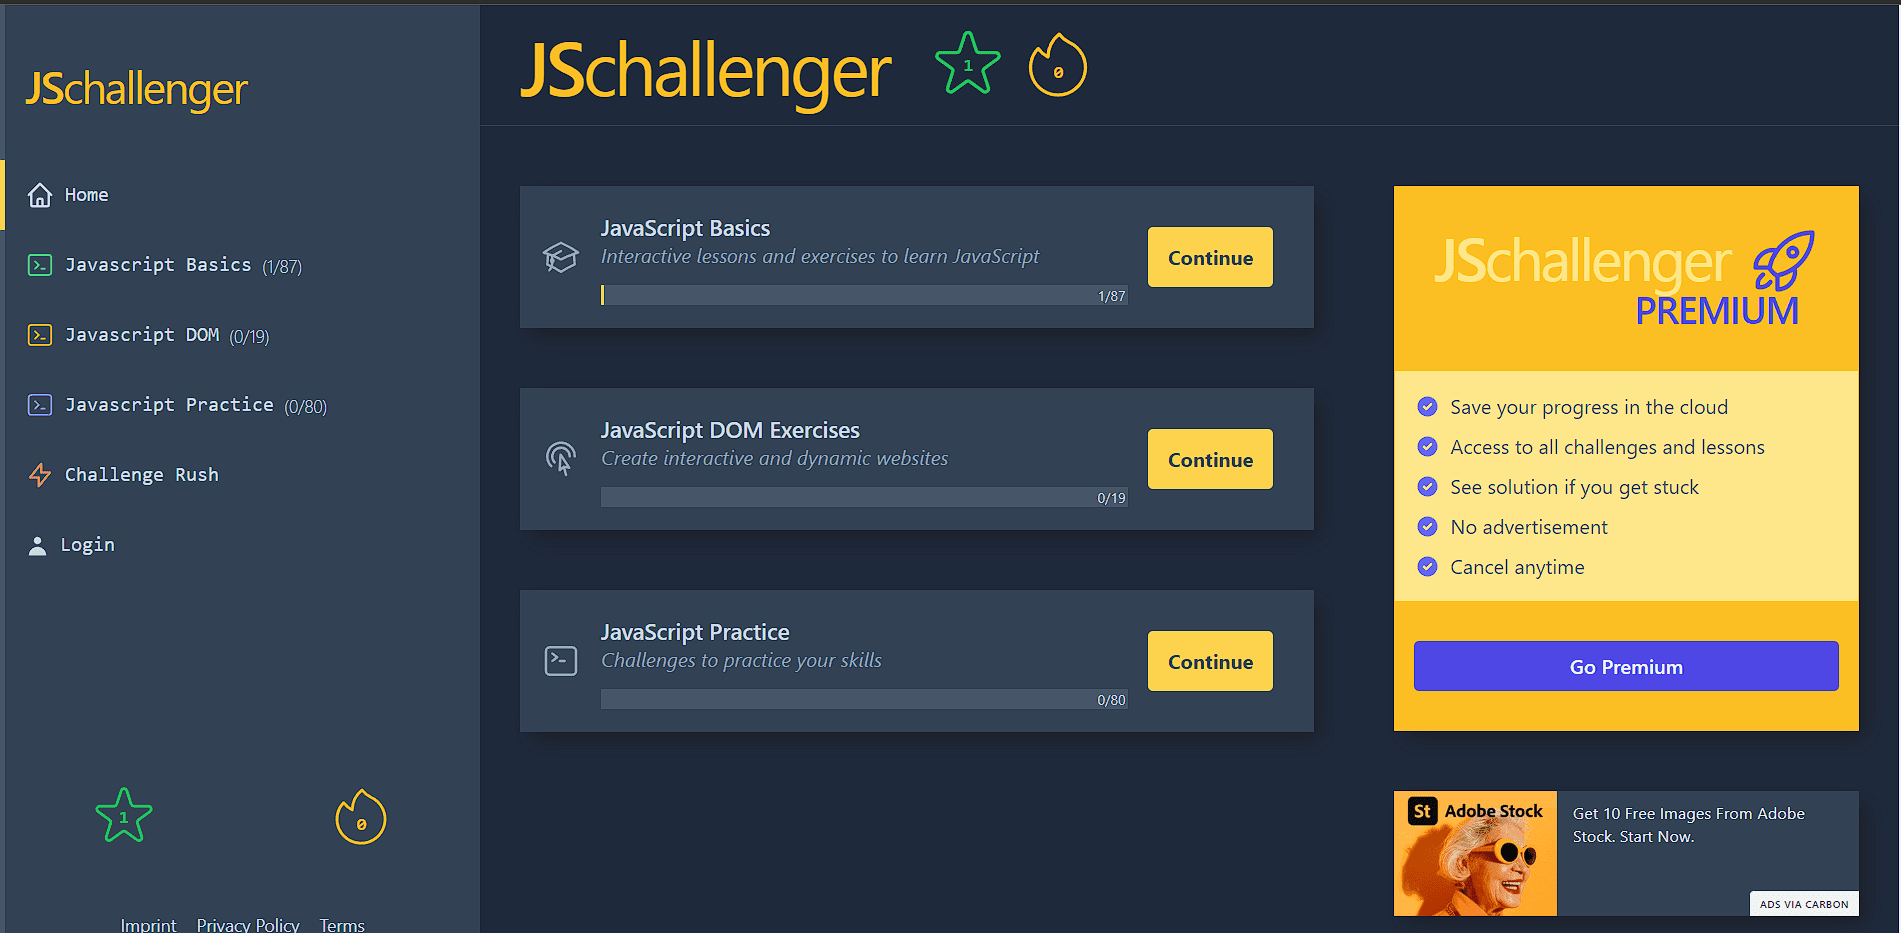 JSchallenger
Home
Javascript Basics (1/87)
Javascript DOM (0/19)
Javascript Practice (0/80)
Challenge Rush
Login
1
0
Imprint Privacy Policy Terms
JSchallenger
1
0
JavaScript Basics
Interactive lessons and exercises to learn JavaScript
1/87
Continue
JavaScript DOM Exercises
Create interactive and dynamic websites
0/19
Continue
JavaScript Practice
Challenges to practice your skills
0/80
Continue
JSchallenger
PREMIUM
Save your progress in the cloud
Access to all challenges and lessons
See solution if you get stuck
No advertisement
Cancel anytime
Go Premium
St Adobe Stock
Get 10 Free Images From Adobe
Stock. Start Now.
ADS VIA CARBON